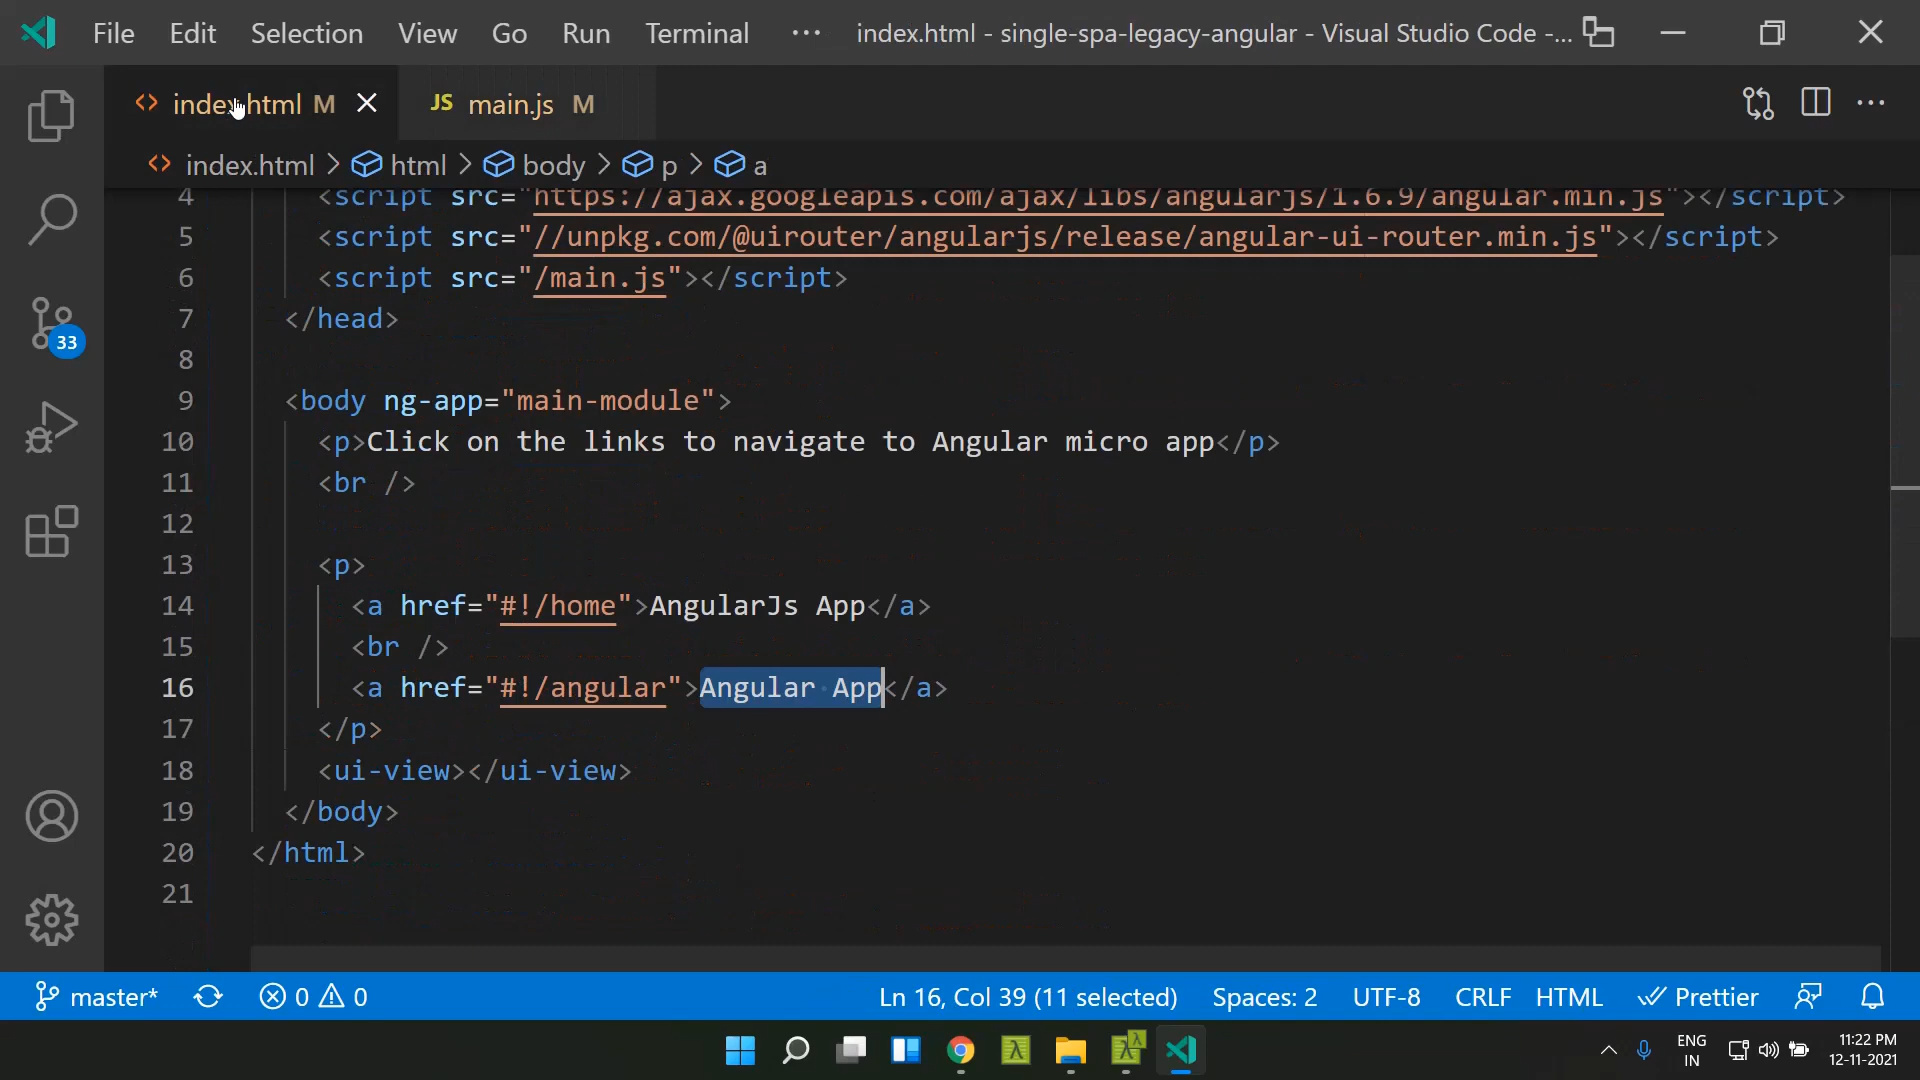 File Edit Selection View Go Run Terminal ··· index.html - single-spa-legacy-angular - Visual Studio Code -...
index.html M JS main.js M
index.html > html > body > p > a
4 <script src="https://ajax.googleapis.com/ajax/libs/angularjs/1.6.9/angular.min.js"></script>
5 <script src="//unpkg.com/@uirouter/angularjs/release/angular-ui-router.min.js"></script>
6 <script src="/main.js"></script>
7 </head>
8
9 <body ng-app="main-module">
10 <p>Click on the links to navigate to Angular micro app</p>
11 <br />
12
13 <p>
14 <a href="#!/home">AngularJs App</a>
15 <br />
16 <a href="#!/angular">Angular App</a>
17 </p>
18 <ui-view></ui-view>
19 </body>
20 </html>
21
33
master* 0 0 Ln 16, Col 39 (11 selected) Spaces: 2 UTF-8 CRLF HTML Prettier
ENG 11:22 PM
IN 12-11-2021